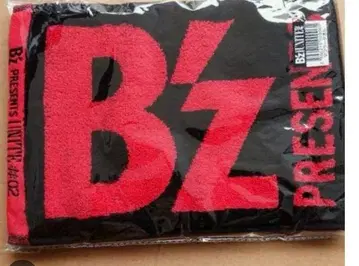 B'z PRESENTS UNITE #02
B'z
PRESEN
B'z UNITE